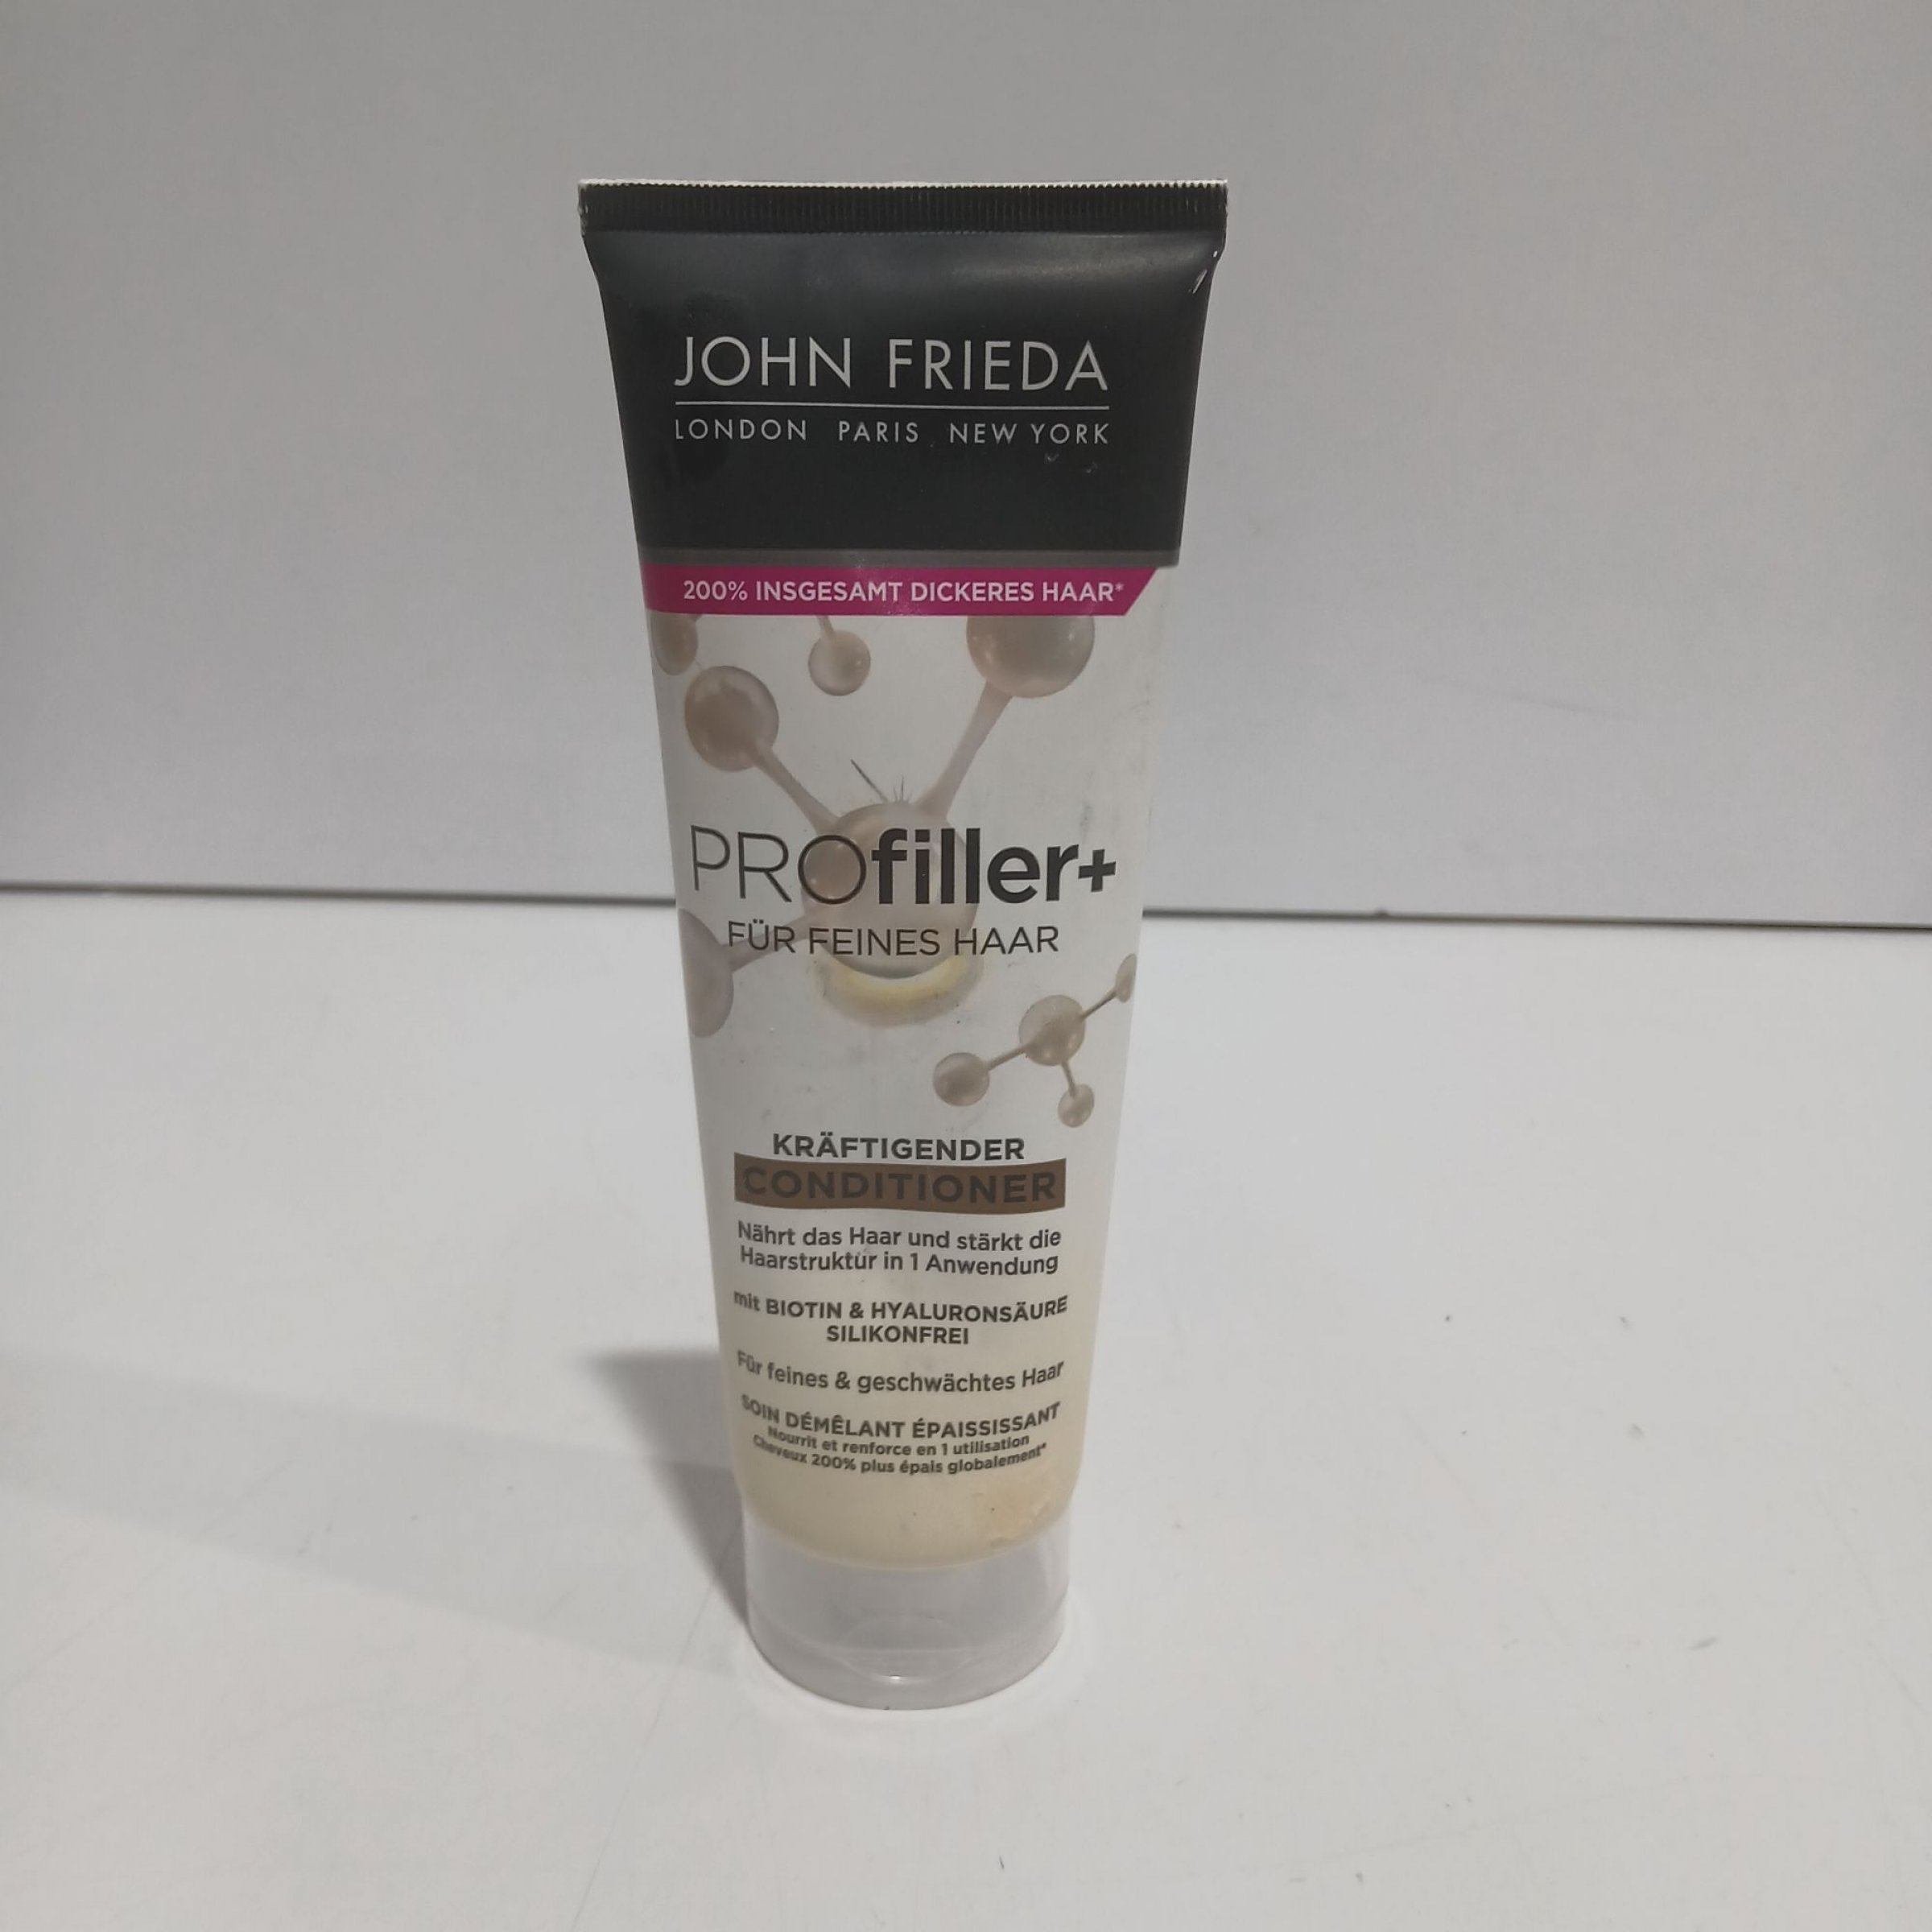 JOHN FRIEDA
LONDON PARIS NEW YORK
200% INSGESAMT DICKERES HAAR*
PROfiller+
FÜR FEINES HAAR
KRÄFTIGENDER
CONDITIONER
Nährt das Haar und stärkt die
Haarstruktur in 1 Anwendung
mit BIOTIN & HYALURONSÄURE
SILIKONFREI
Für feines & geschwächtes Haar
SOIN DÉMÊLANT ÉPAISSISSANT
Nourrit et renforce en 1 utilisation
Cheveux 200% plus épais globalement*